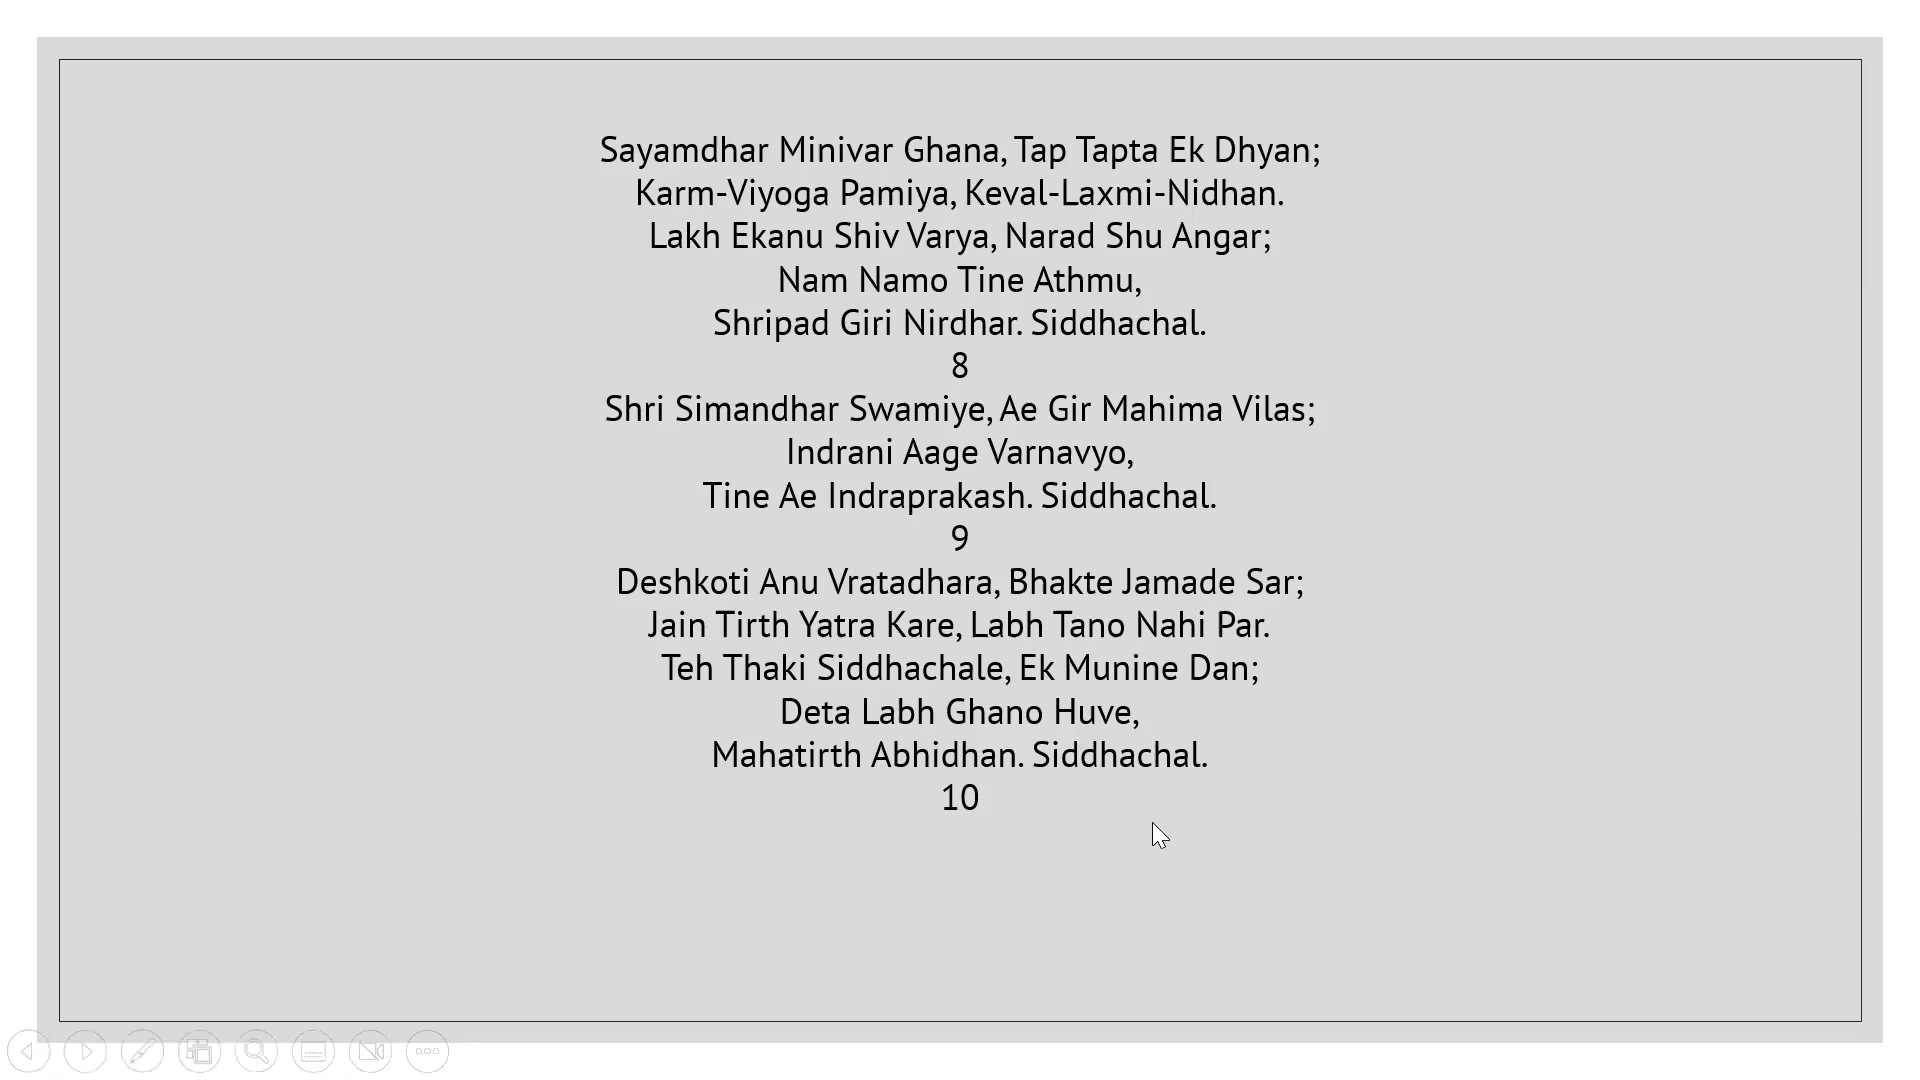 Sayamdhar Minivar Ghana, Tap Tapta Ek Dhyan;
Karm-Viyoga Pamiya, Keval-Laxmi-Nidhan.
Lakh Ekanu Shiv Varya, Narad Shu Angar;
Nam Namo Tine Athmu,
Shripad Giri Nirdhar. Siddhachal.
8
Shri Simandhar Swamiye, Ae Gir Mahima Vilas;
Indrani Aage Varnavyo,
Tine Ae Indraprakash. Siddhachal.
9
Deshkoti Anu Vratadhara, Bhakte Jamade Sar;
Jain Tirth Yatra Kare, Labh Tano Nahi Par.
Teh Thaki Siddhachale, Ek Munine Dan;
Deta Labh Ghano Huve,
Mahatirth Abhidhan. Siddhachal.
10